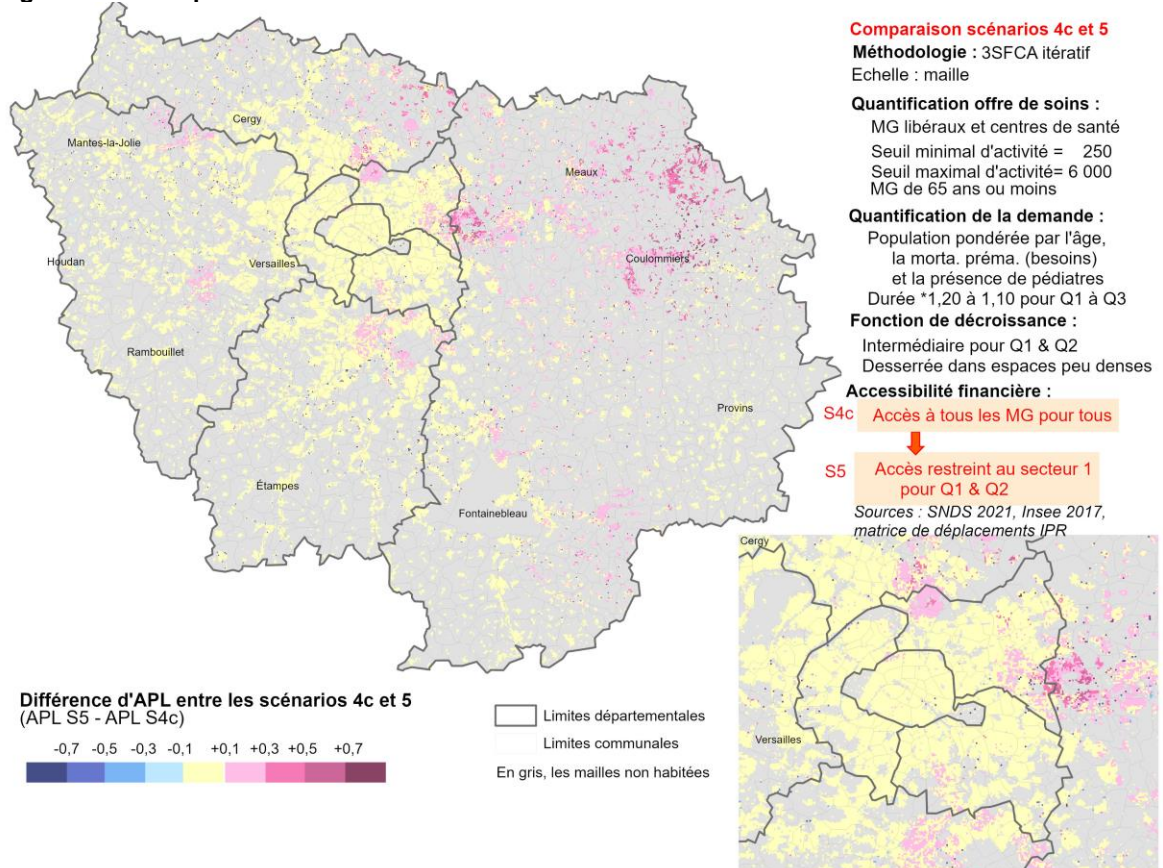 Comparaison scénarios 4c et 5
Méthodologie : 3SFCA itératif
Echelle : maille
Quantification offre de soins :
MG libéraux et centres de santé
Seuil minimal d'activité = 250
Seuil maximal d'activité= 6 000
MG de 65 ans ou moins
Quantification de la demande :
Population pondérée par l'âge,
la morta. préma. (besoins)
et la présence de pédiatres
Durée *1,20 à 1,10 pour Q1 à Q3
Fonction de décroissance :
Intermédiaire pour Q1 & Q2
Desserrée dans espaces peu denses
Accessibilité financière :
S4c Accès à tous les MG pour tous
S5 Accès restreint au secteur 1
pour Q1 & Q2
Sources : SNDS 2021, Insee 2017,
matrice de déplacements IPR
Cergy
Mantes-la-Jolie
Meaux
Houdan
Versailles
Coulommiers
Rambouillet
Provins
Étampes
Fontainebleau
Cergy
Versailles
Différence d'APL entre les scénarios 4c et 5
(APL S5 - APL S4c)
-0,7 -0,5 -0,3 -0,1 +0,1 +0,3 +0,5 +0,7
Limites départementales
Limites communales
En gris, les mailles non habitées